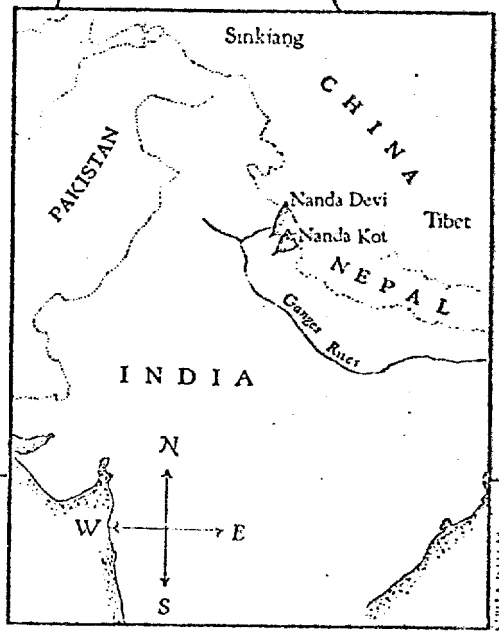 Sinkiang
CHINA
PAKISTAN
Nanda Devi
Tibet
Nanda Kot
NEPAL
Ganges River
INDIA
N
W
E
S